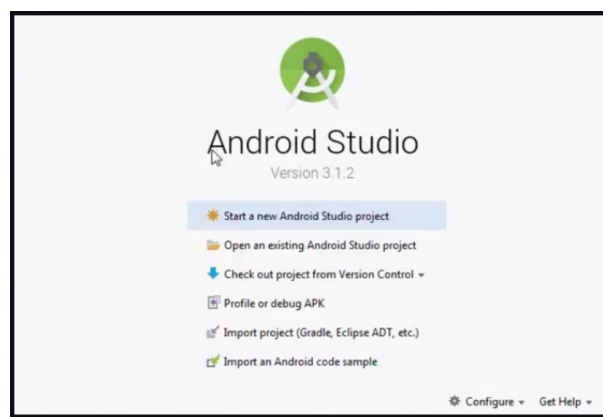 Android Studio
Version 3.1.2
Start a new Android Studio project
Open an existing Android Studio project
Check out project from Version Control
Profile or debug APK
Import project (Gradle, Eclipse ADT, etc.)
Import an Android code sample
Configure Get Help